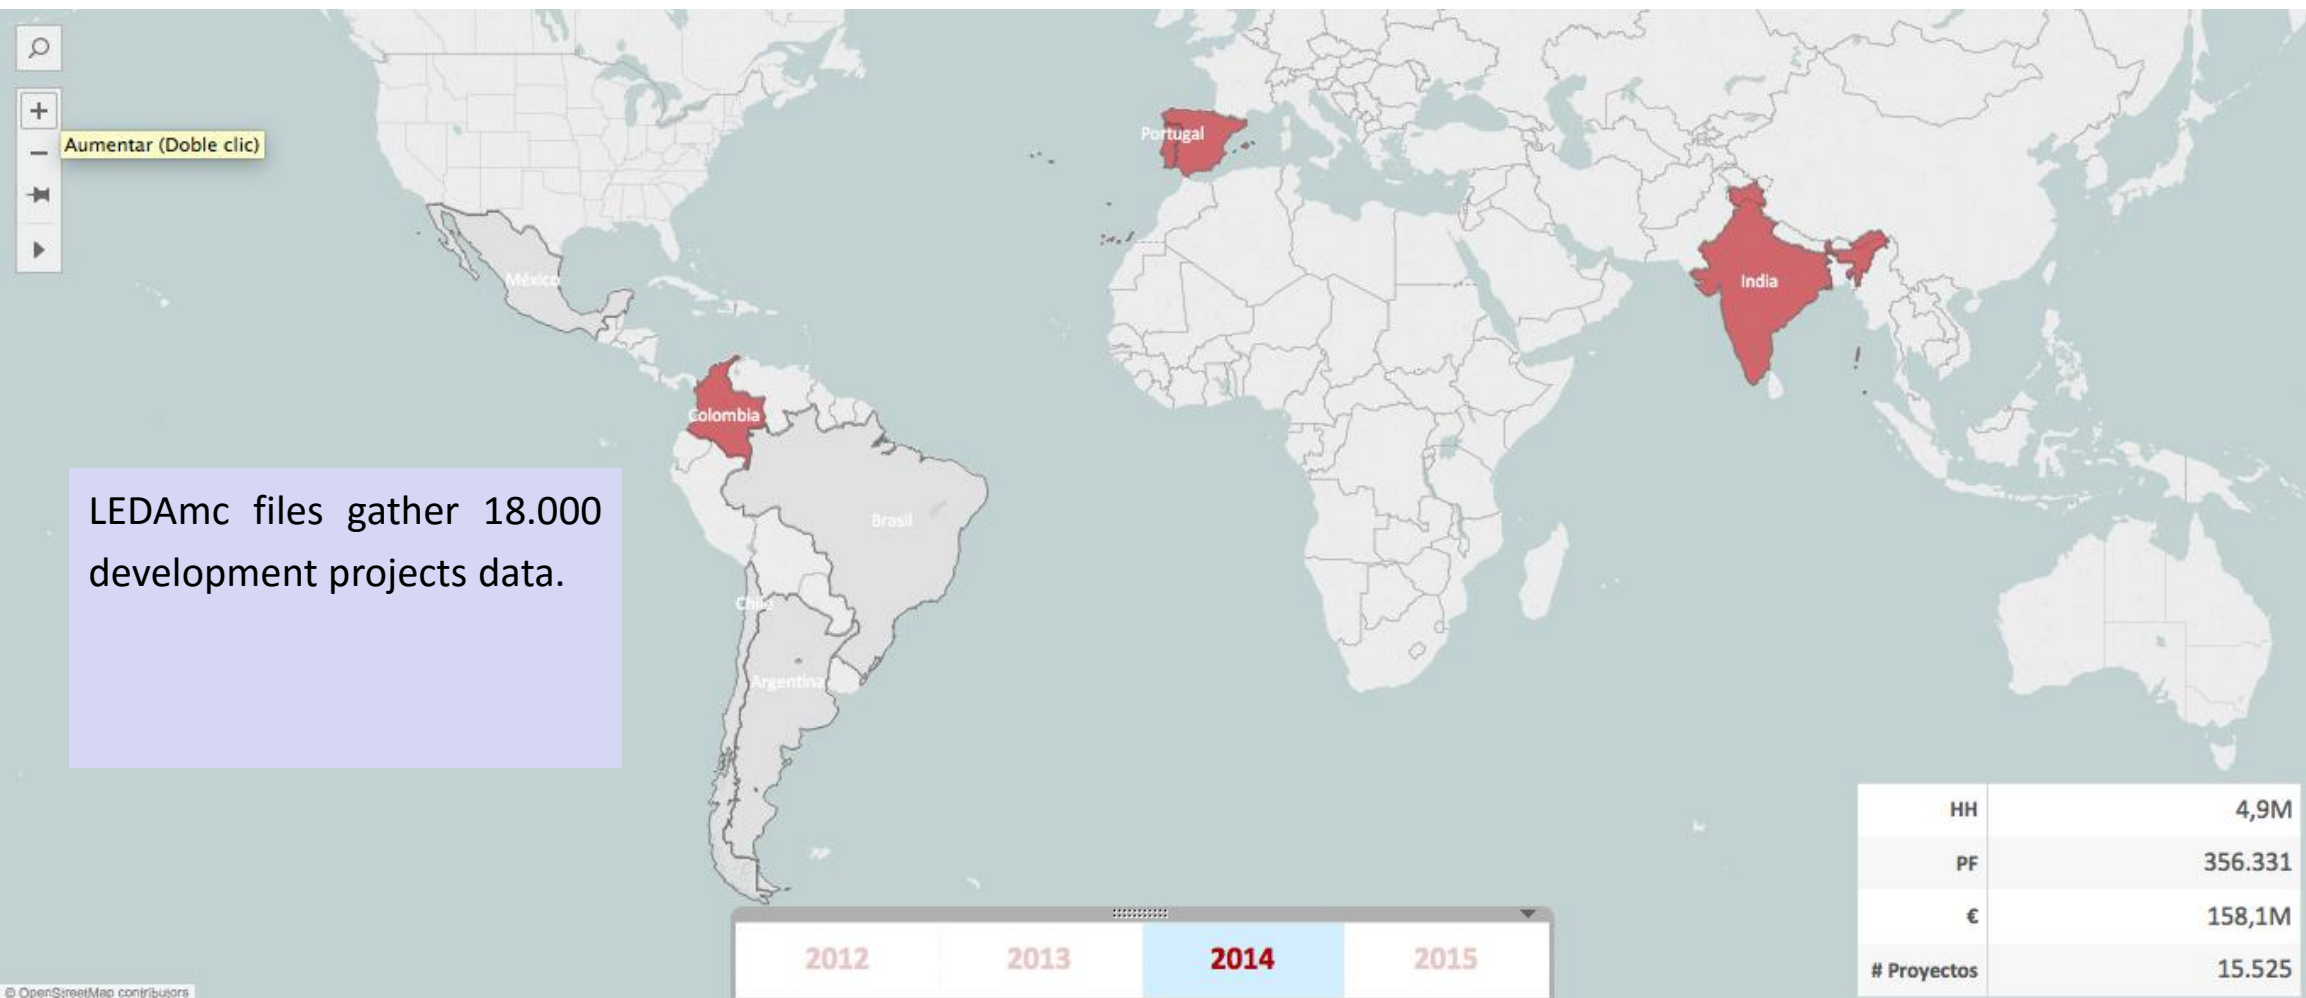 Aumentar (Doble clic)
Portugal
India
México
Colombia
Brasil
Chile
Argentina
LEDAmc files gather 18.000
development projects data.
HH 4,9M
PF 356.331
€ 158,1M
# Proyectos 15.525
2012 2013 2014 2015
© OpenStreetMap contributors